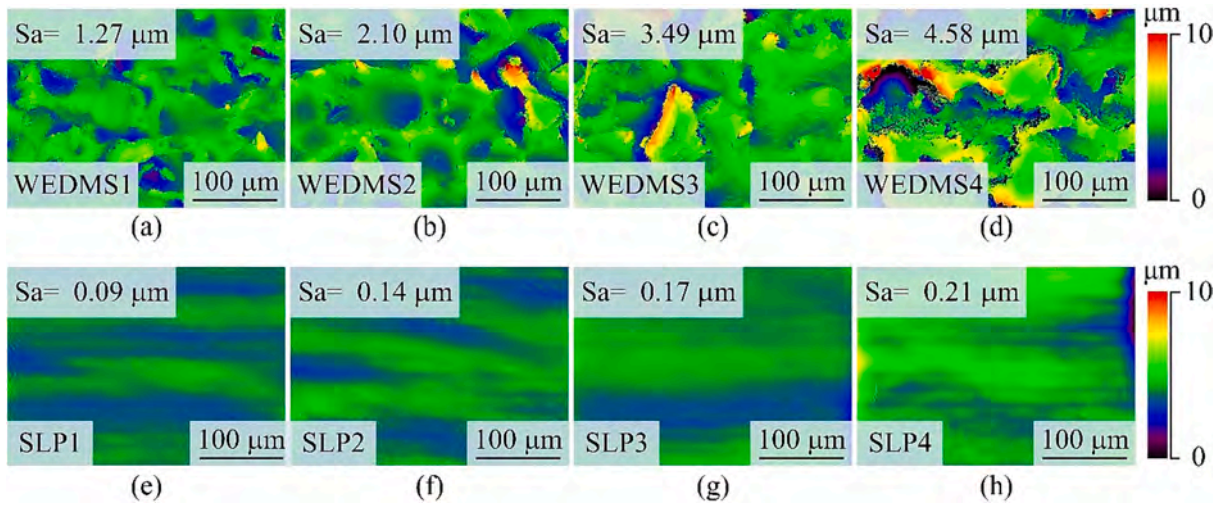 Sa= 1.27 μm
Sa= 2.10 μm
Sa= 3.49 μm
Sa= 4.58 μm
μm
10
WEDMS1
100 μm
WEDMS2
100 μm
WEDMS3
100 μm
WEDMS4
100 μm
0
(a)
(b)
(c)
(d)
Sa= 0.09 μm
Sa= 0.14 μm
Sa= 0.17 μm
Sa= 0.21 μm
μm
10
SLP1
100 μm
SLP2
100 μm
SLP3
100 μm
SLP4
100 μm
0
(e)
(f)
(g)
(h)